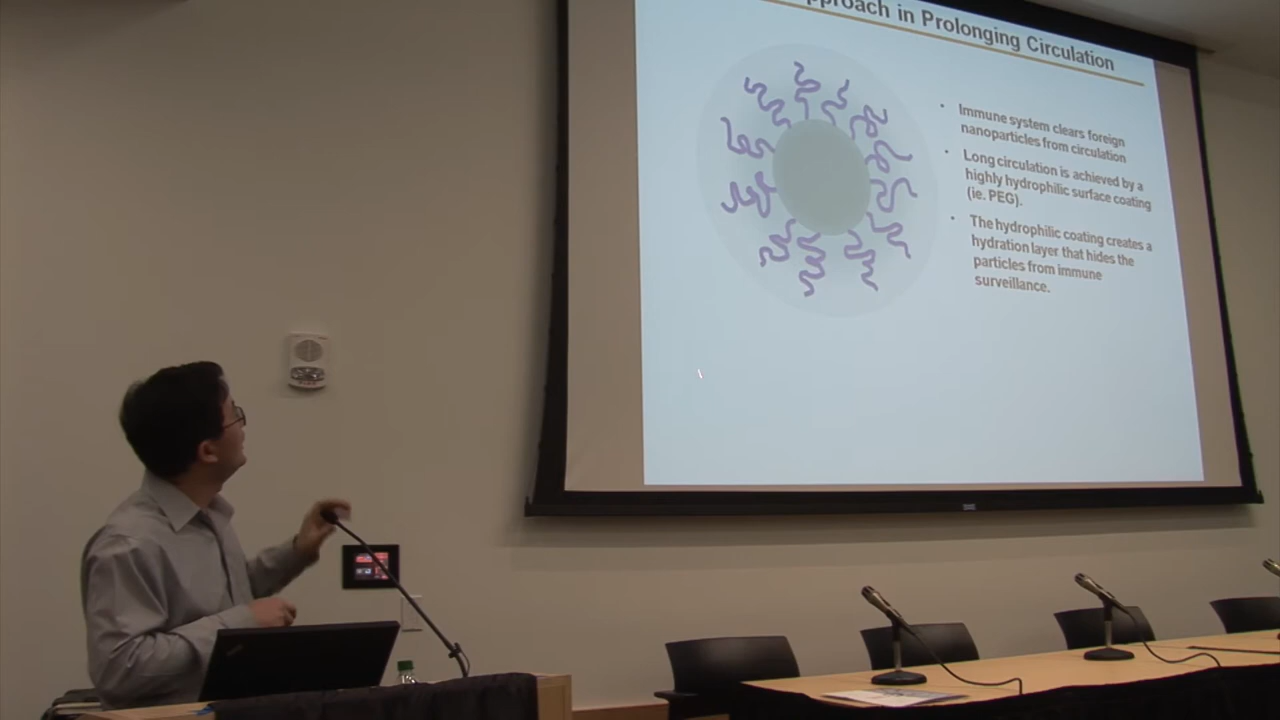 pproach in Prolonging Circulation
• Immune system clears foreign
nanoparticles from circulation
• Long circulation is achieved by a
highly hydrophilic surface coating
(ie. PEG).
• The hydrophilic coating creates a
hydration layer that hides the
particles from immune
surveillance.